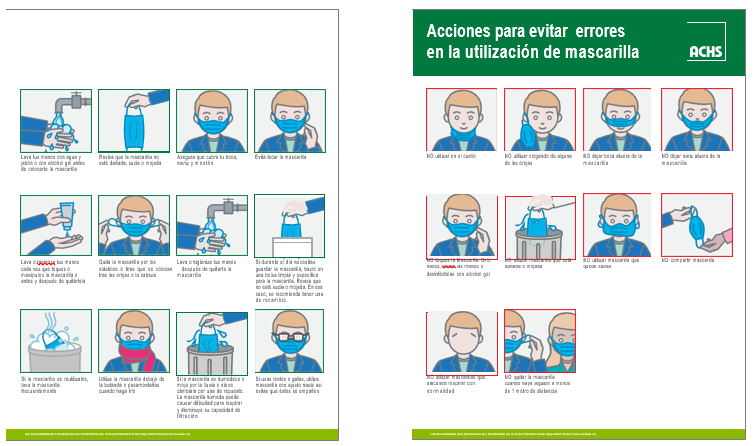 Lava tus manos con agua y
jabón o con alcohol gel antes
de colocarte la mascarilla
Revisa que la mascarilla no
esté dañada, sucia o mojada
Asegura que cubra tu boca,
nariz y mentón
Evita tocar la mascarilla
Lava o higieniza tus manos
cada vez que toques o
manipules la mascarilla o
antes y después de quitártela
Quita la mascarilla por los
elásticos o tiras que se colocan
tras las orejas o la cabeza
Lava o higieniza tus manos
después de quitarte la
mascarilla
Si durante el día necesitas
guardar la mascarilla, hazlo en
una bolsa limpia y específica
para la mascarilla. Revisa que
no esté sucia o mojada. En ese
caso, se recomienda tener una
de recambio.
Si la mascarilla es reutilizable,
lava la mascarilla
frecuentemente
Utiliza la mascarilla debajo de
la bufanda o pasamontañas
cuando haga frío
Si la mascarilla se humedece o
moja por la lluvia o nieve
cámbiala por una de repuesto.
La mascarilla húmeda puede
causar dificultad para respirar
y disminuye su capacidad de
filtración
Si usas lentes o gafas, utiliza
mascarilla con ajuste nasal así
evitas que éstos se empañen
Acciones para evitar errores
en la utilización de mascarilla
ACHS
NO utilizar en el cuello
NO utilizar colgando de alguna
de las orejas
NO dejar boca afuera de la
mascarilla
NO dejar nariz afuera de la
mascarilla
NO toques la mascarilla. Si lo
haces, lava tus manos o
desinféctalas con alcohol gel
NO utilizar mascarilla que esté
dañada o mojada
NO utilizar mascarilla que
quede suelta
NO compartir mascarilla
NO utilizar mascarillas que
dificulten respirar con
normalidad
NO quitar la mascarilla
cuando haya alguien a menos
de 1 metro de distancia